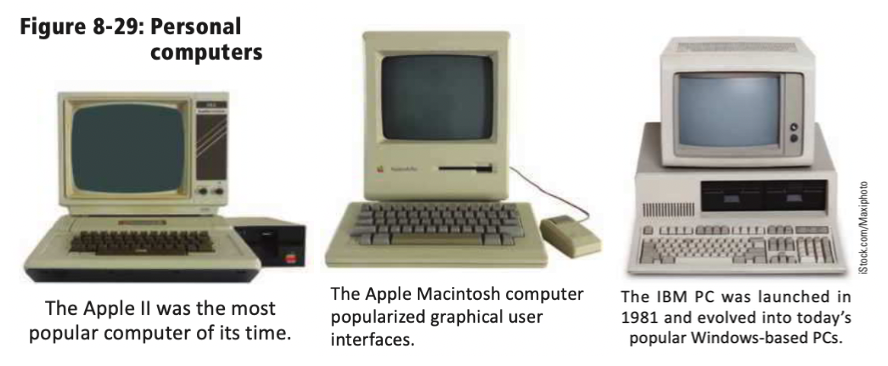 Figure 8-29: Personal
computers
The Apple II was the most
popular computer of its time.
The Apple Macintosh computer
popularized graphical user
interfaces.
The IBM PC was launched in
1981 and evolved into today's
popular Windows-based PCs.
iStock.com/Maxiphoto